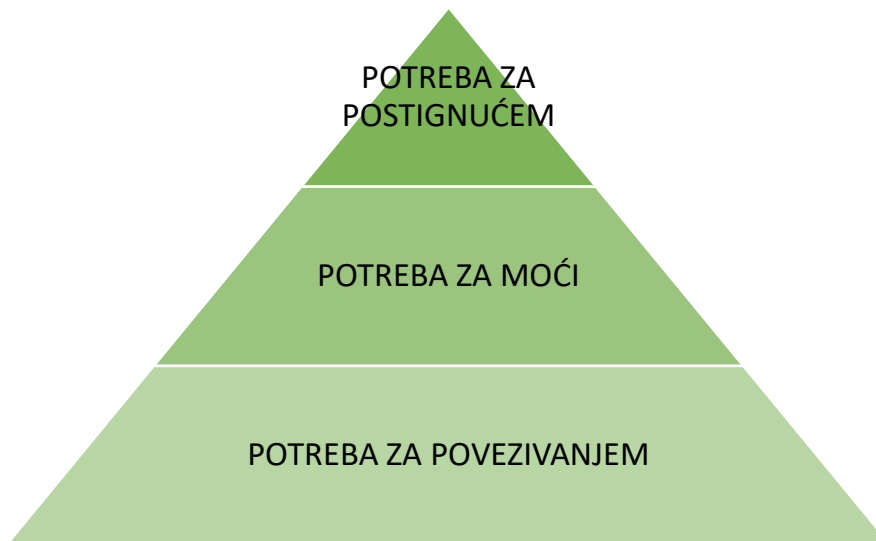 POTREBA ZA
POSTIGNUĆEM
POTREBA ZA MOĆI
POTREBA ZA POVEZIVANJEM